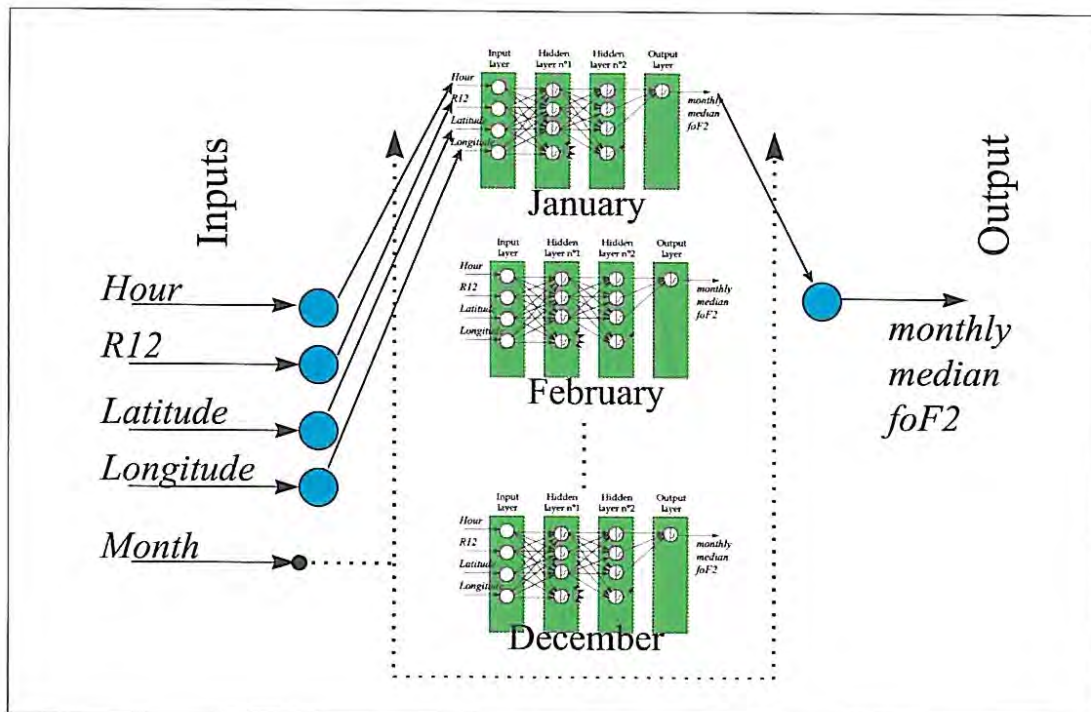 Inputs
Hour
R12
Latitude
Longitude
Month
Input layer
Hidden layer n°1
Hidden layer n°2
Output layer
Hour
R12
Latitude
Longitude
monthly
median
foF2
January
Input layer
Hidden layer n°1
Hidden layer n°2
Output layer
Hour
R12
Latitude
Longitude
monthly
median
foF2
February
Input layer
Hidden layer n°1
Hidden layer n°2
Output layer
Hour
R12
Latitude
Longitude
monthly
median
foF2
December
Output
monthly
median
foF2